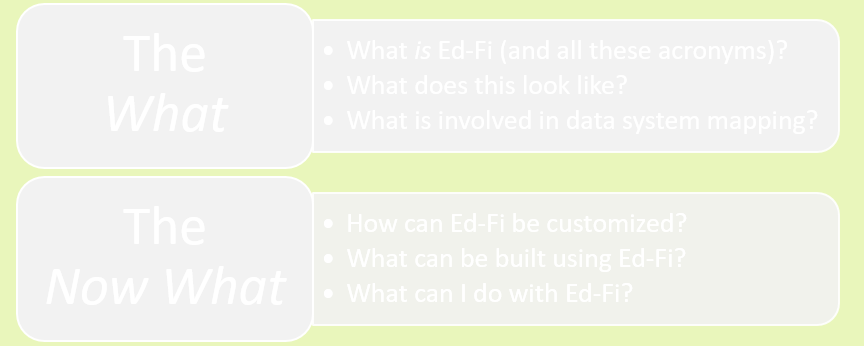 The
What
• What is Ed-Fi (and all these acronyms)?
• What does this look like?
• What is involved in data system mapping?
The
Now What
• How can Ed-Fi be customized?
• What can be built using Ed-Fi?
• What can I do with Ed-Fi?